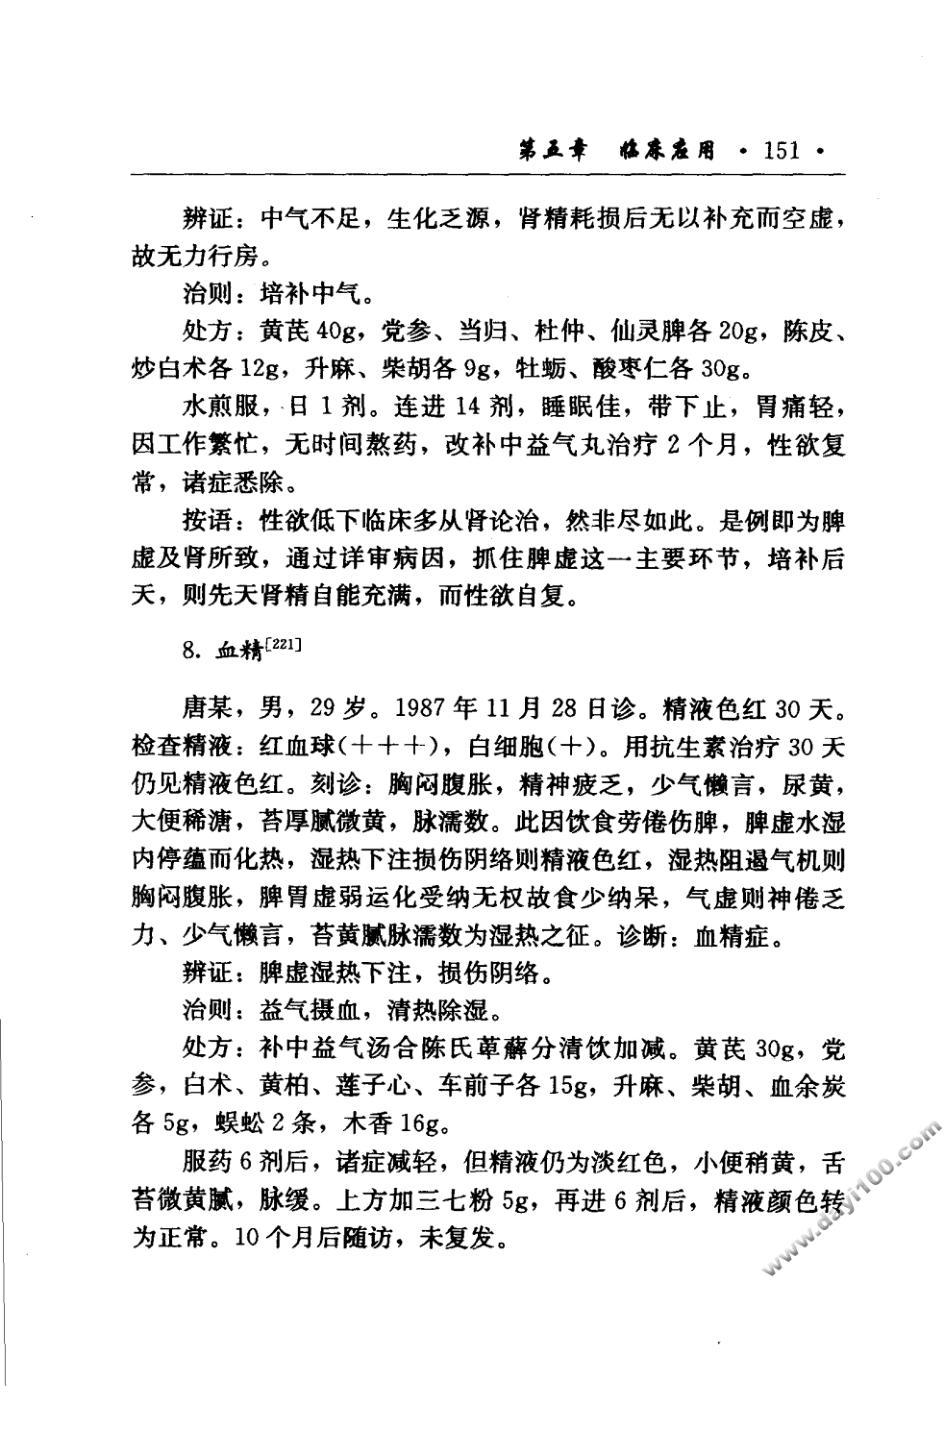 第五章 临床应用 · 151 ·
辨证：中气不足，生化乏源，肾精耗损后无以补充而空虚，
故无力行房。
治则：培补中气。
处方：黄芪 40g，党参、当归、杜仲、仙灵脾各 20g，陈皮、
炒白术各 12g，升麻、柴胡各 9g，牡蛎、酸枣仁各 30g。
水煎服，日 1 剂。连进 14 剂，睡眠佳，带下止，胃痛轻，
因工作繁忙，无时间熬药，改补中益气丸治疗 2 个月，性欲复
常，诸症悉除。
按语：性欲低下临床多从肾论治，然非尽如此。是例即为脾
虚及肾所致，通过详审病因，抓住脾虚这一主要环节，培补后
天，则先天肾精自能充满，而性欲自复。
8. 血精[221]
唐某，男，29 岁。1987 年 11 月 28 日诊。精液色红 30 天。
检查精液：红血球(+++)，白细胞(+)。用抗生素治疗 30 天
仍见精液色红。刻诊：胸闷腹胀，精神疲乏，少气懒言，尿黄，
大便稀溏，苔厚腻微黄，脉濡数。此因饮食劳倦伤脾，脾虚水湿
内停蕴而化热，湿热下注损伤阴络则精液色红，湿热阻遏气机则
胸闷腹胀，脾胃虚弱运化受纳无权故食少纳呆，气虚则神倦乏
力、少气懒言，苔黄腻脉濡数为湿热之征。诊断：血精症。
辨证：脾虚湿热下注，损伤阴络。
治则：益气摄血，清热除湿。
处方：补中益气汤合陈氏萆薢分清饮加减。黄芪 30g，党
参，白术、黄柏、莲子心、车前子各 15g，升麻、柴胡、血余炭
各 5g，蜈蚣 2 条，木香 16g。
服药 6 剂后，诸症减轻，但精液仍为淡红色，小便稍黄，舌
苔微黄腻，脉缓。上方加三七粉 5g，再进 6 剂后，精液颜色转
为正常。10 个月后随访，未复发。
www.dayi100.com